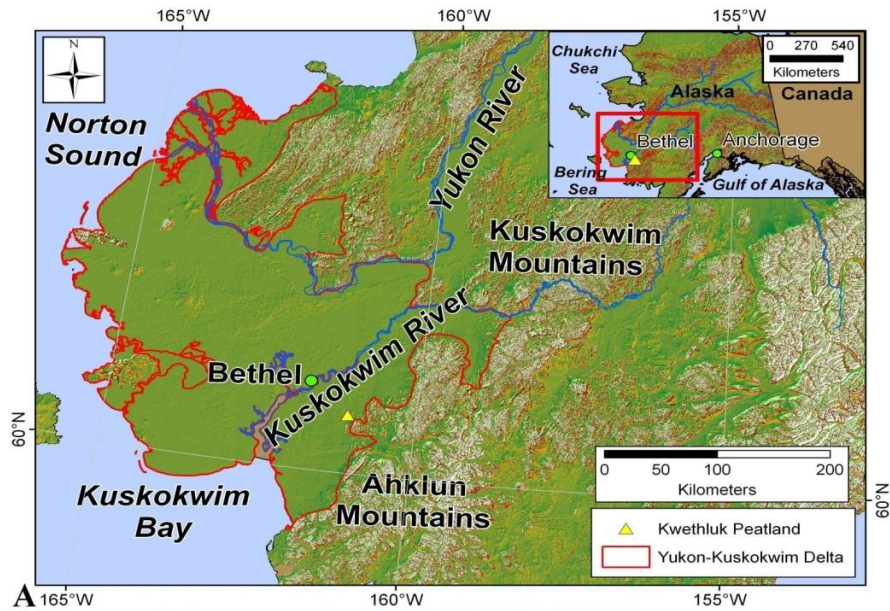 165°W
160°W
155°W
N
Norton
Sound
Yukon River
Kuskokwim
Mountains
Kuskokwim River
Bethel
Kuskokwim
Bay
Ahklun
Mountains
Chukchi
Sea
Alaska
Canada
Bethel
Anchorage
Bering
Sea
Gulf of Alaska
0 270 540
Kilometers
60°N
60°N
0 50 100 200
Kilometers
Kwethluk Peatland
Yukon-Kuskokwim Delta
A
165°W
160°W
155°W